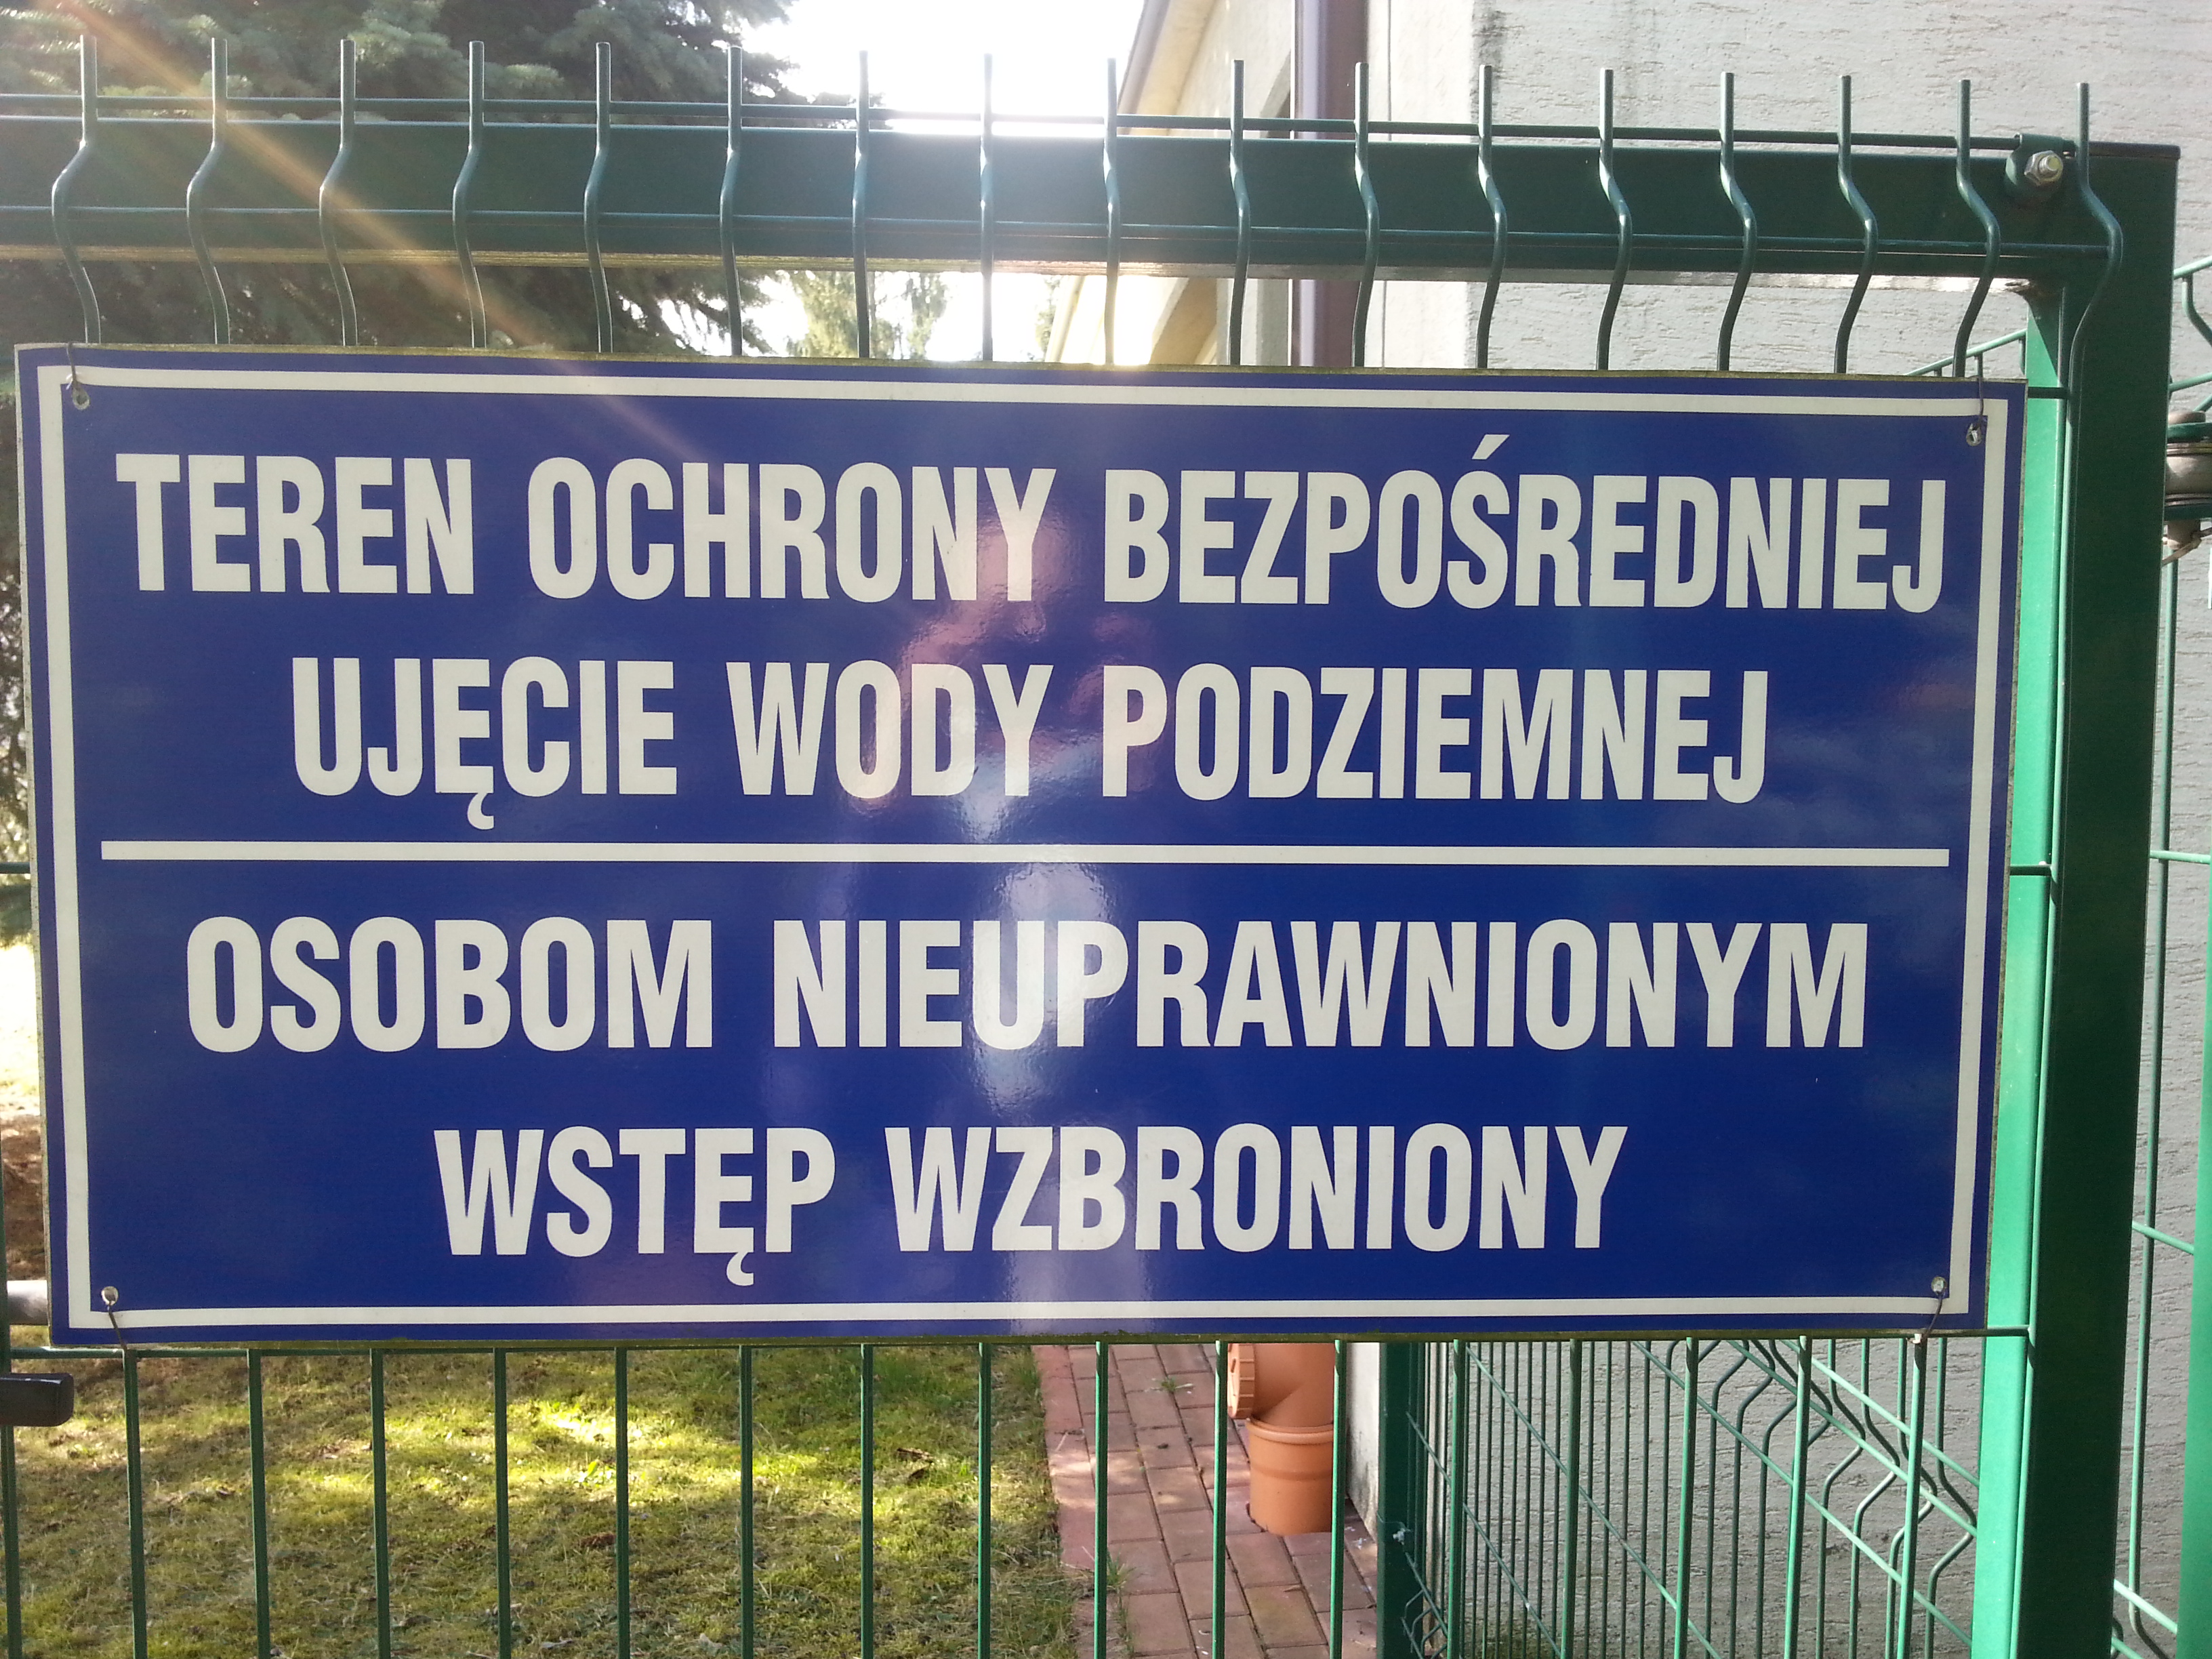 TEREN OCHRONY BEZPOŚREDNIEJ
UJĘCIE WODY PODZIEMNEJ
OSOBOM NIEUPRAWNIONYM
WSTĘP WZBRONIONY